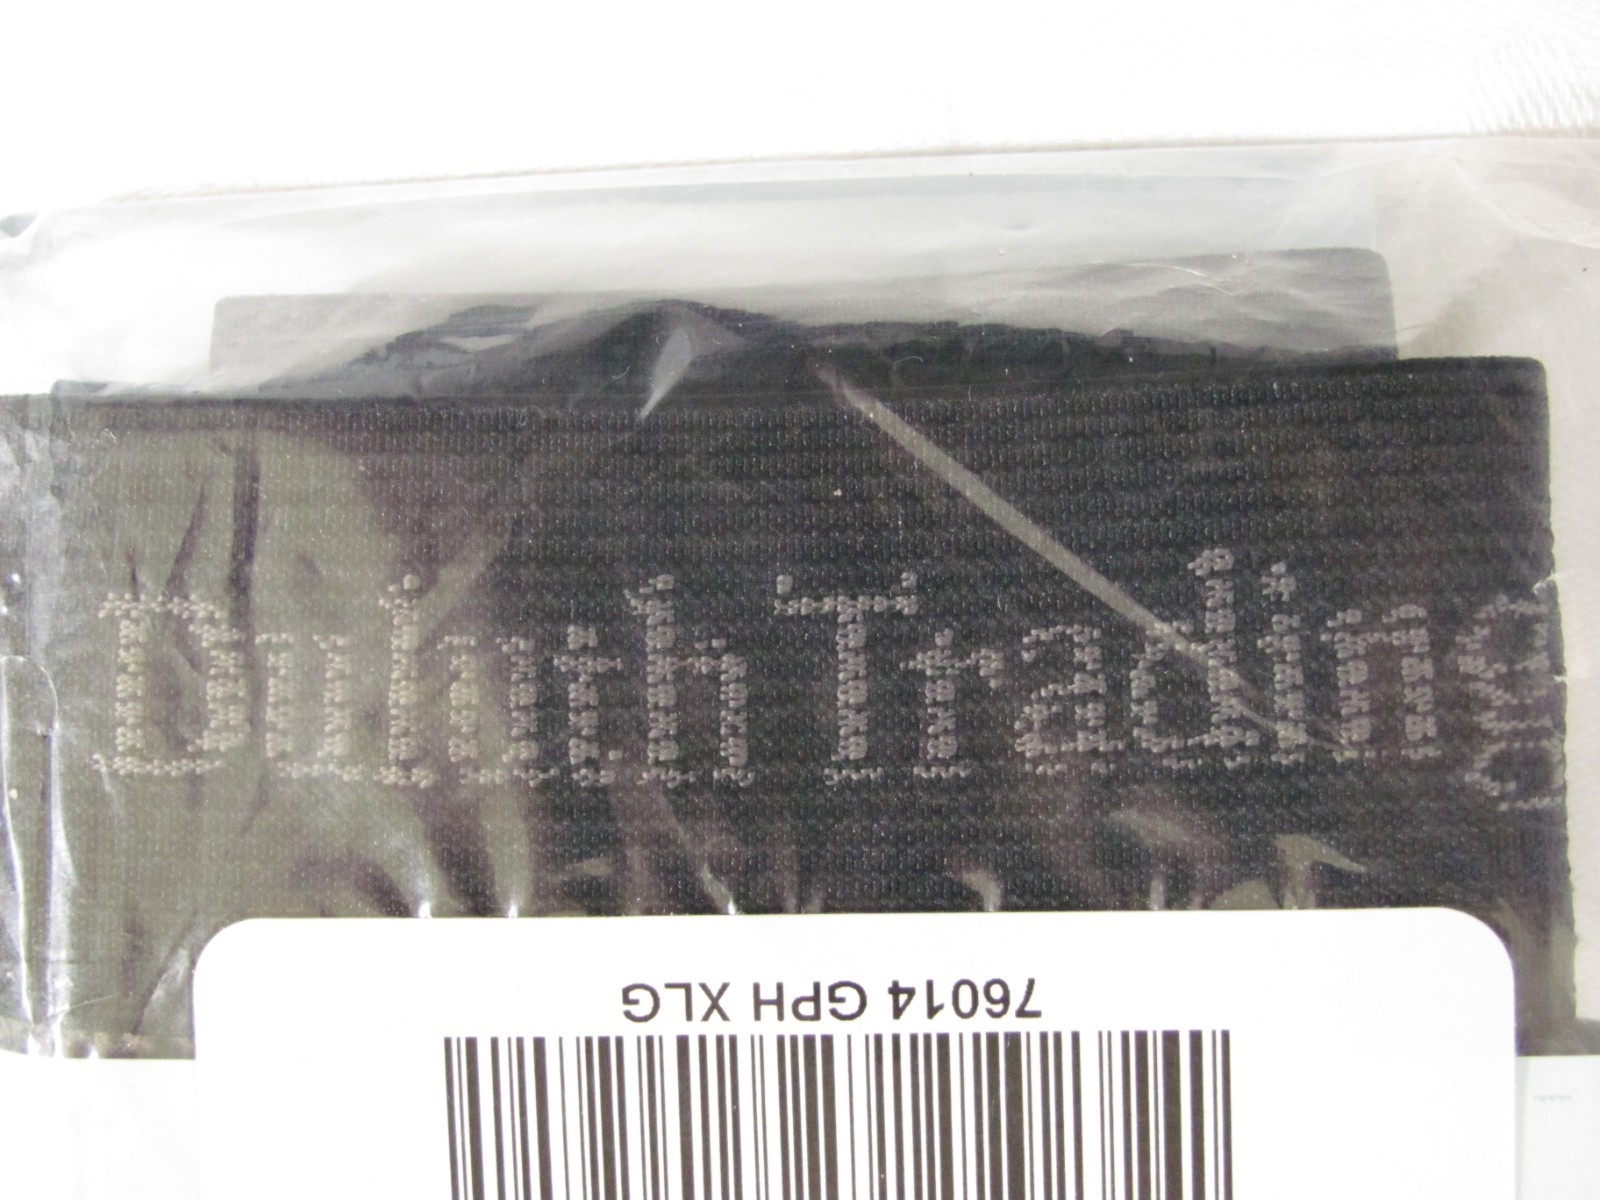 Duluth Trading
76014 GPH XLG